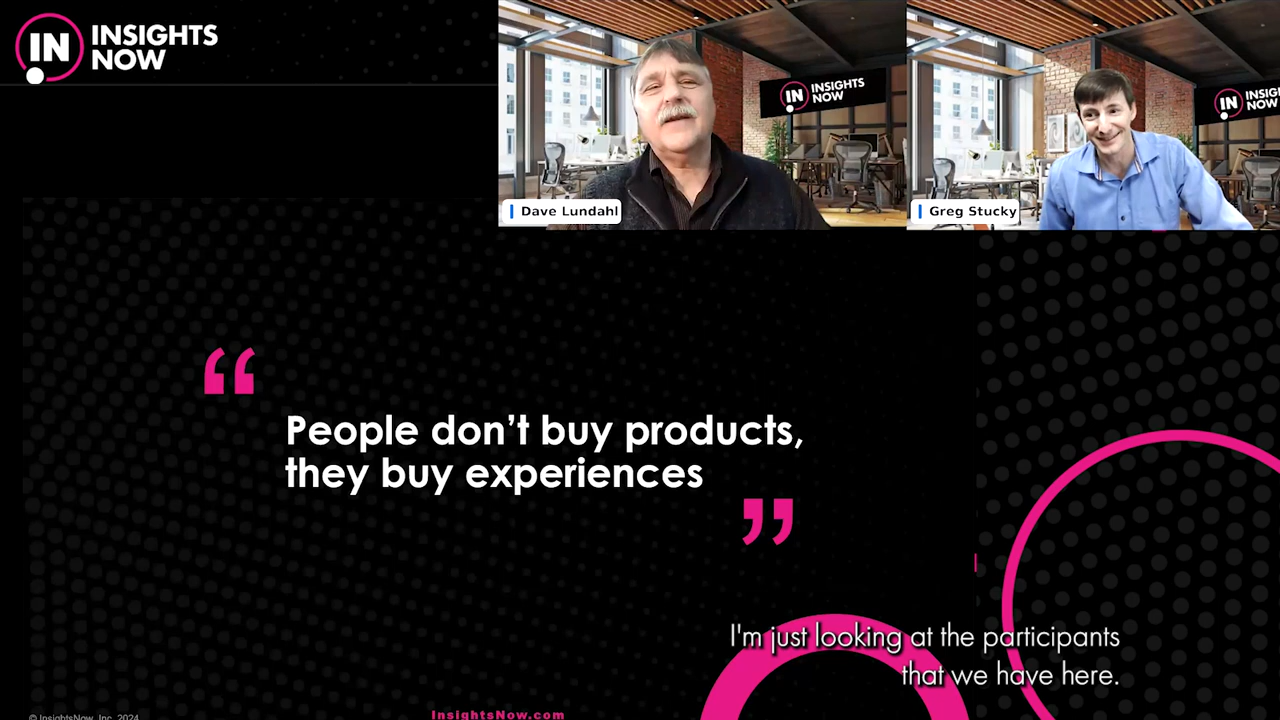 IN INSIGHTS
NOW
IN INSIGHTS
NOW
IN INSIG
NOW
Dave Lundahl
Greg Stucky
“
People don’t buy products,
they buy experiences
”
I'm just looking at the participants
that we have here.
© InsightsNow, Inc. 2024
InsightsNow.com